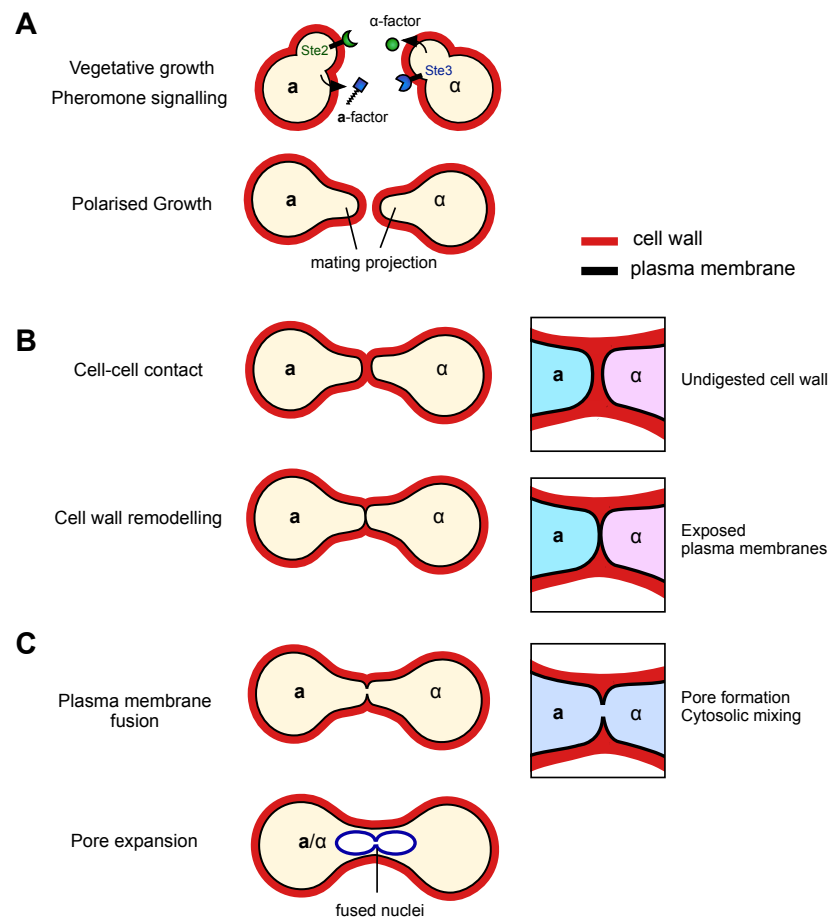 A
Vegetative growth
Pheromone signalling
Ste2
α-factor
Ste3
a
α
a-factor
Polarised Growth
a
α
mating projection
cell wall
plasma membrane
B
Cell-cell contact
a
α
a
α
Undigested cell wall
Cell wall remodelling
a
α
a
α
Exposed
plasma membranes
C
Plasma membrane
fusion
a
α
a
α
Pore formation
Cytosolic mixing
Pore expansion
a/α
fused nuclei